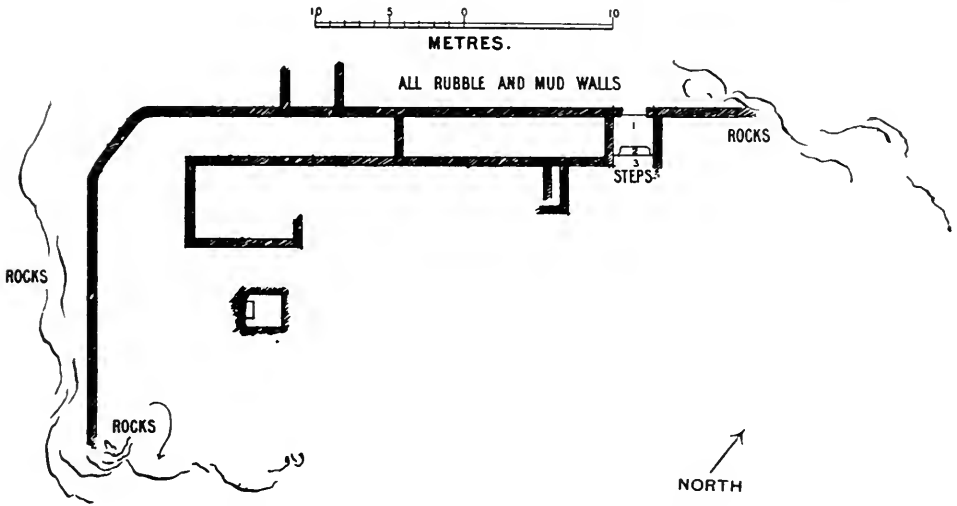 10 5 0 10
METRES.
ALL RUBBLE AND MUD WALLS
1
ROCKS
2
3
STEPS
ROCKS
ROCKS
NORTH